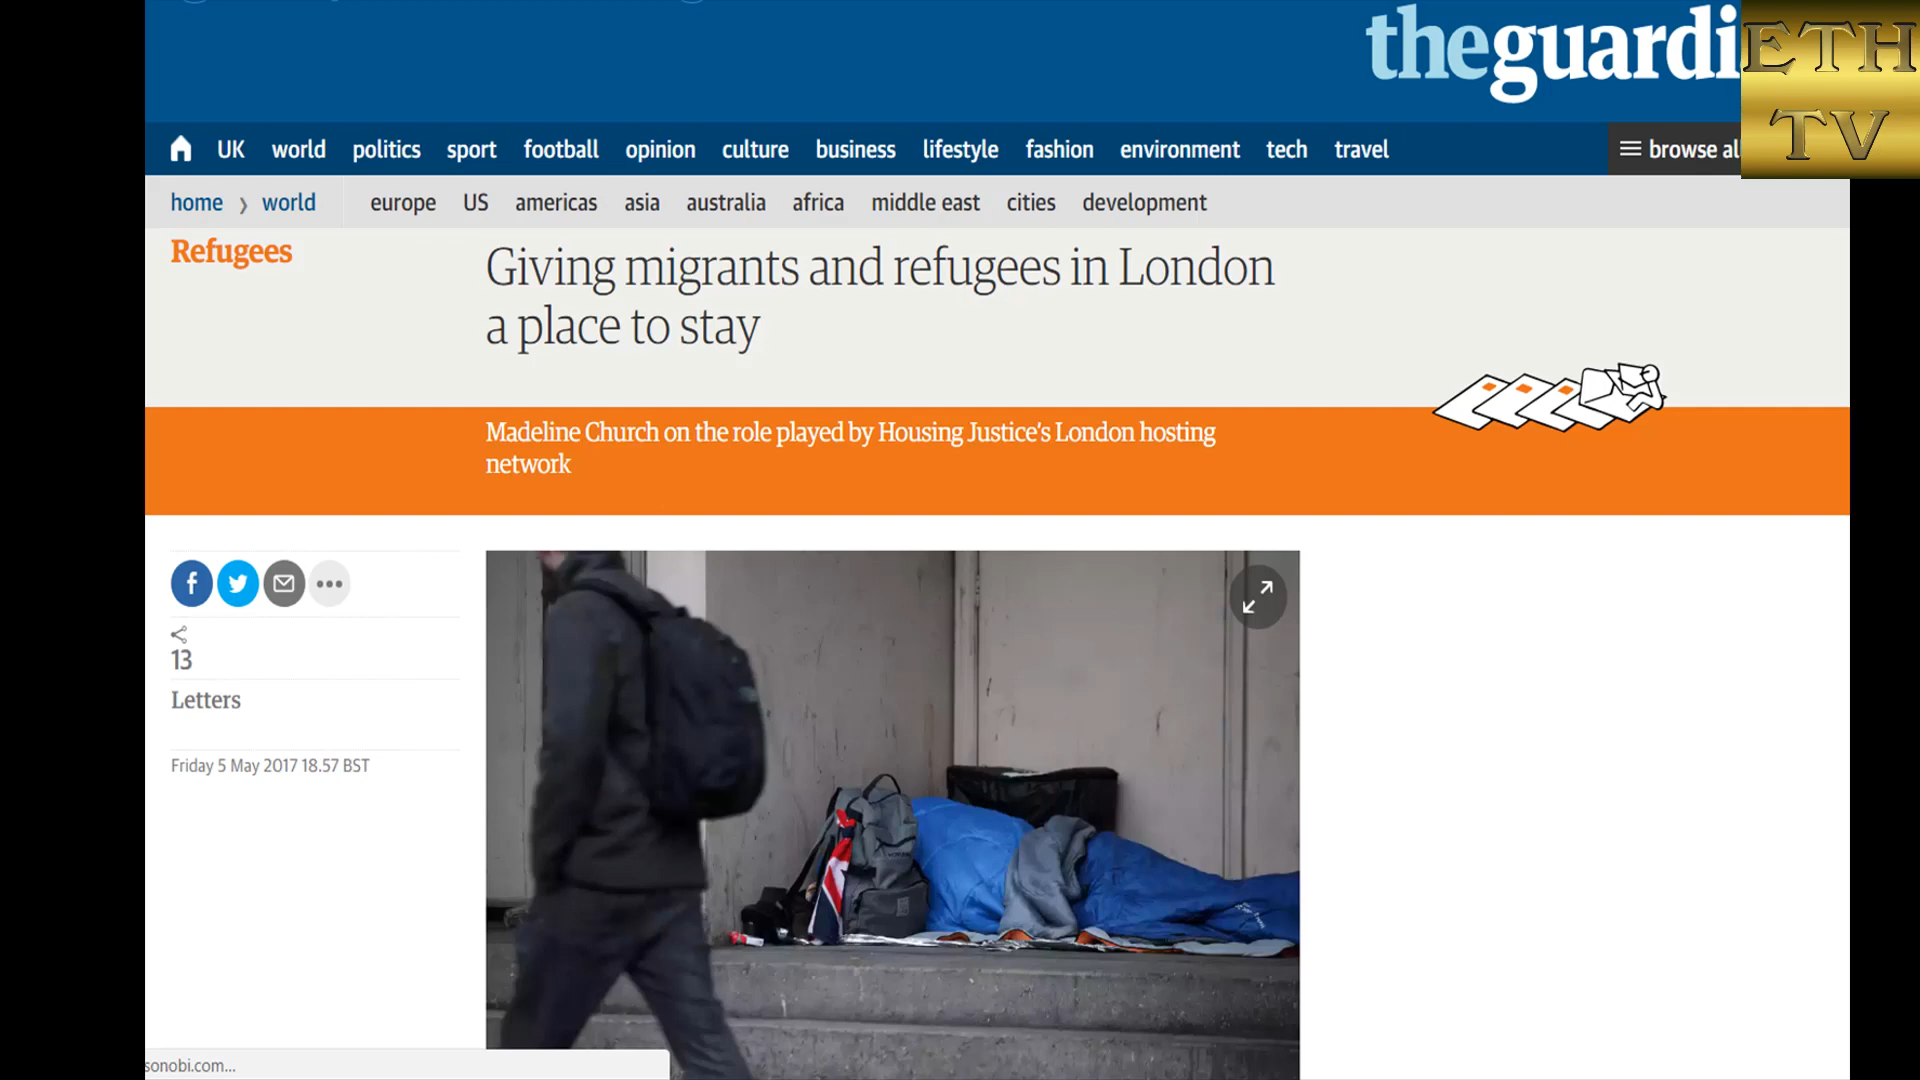 theguardi
ETH
TV
UK world politics sport football opinion culture business lifestyle fashion environment tech travel
browse al
home › world europe US americas asia australia africa middle east cities development
Refugees
Giving migrants and refugees in London
a place to stay
Madeline Church on the role played by Housing Justice's London hosting
network
13
Letters
Friday 5 May 2017 18.57 BST
sonobi.com...